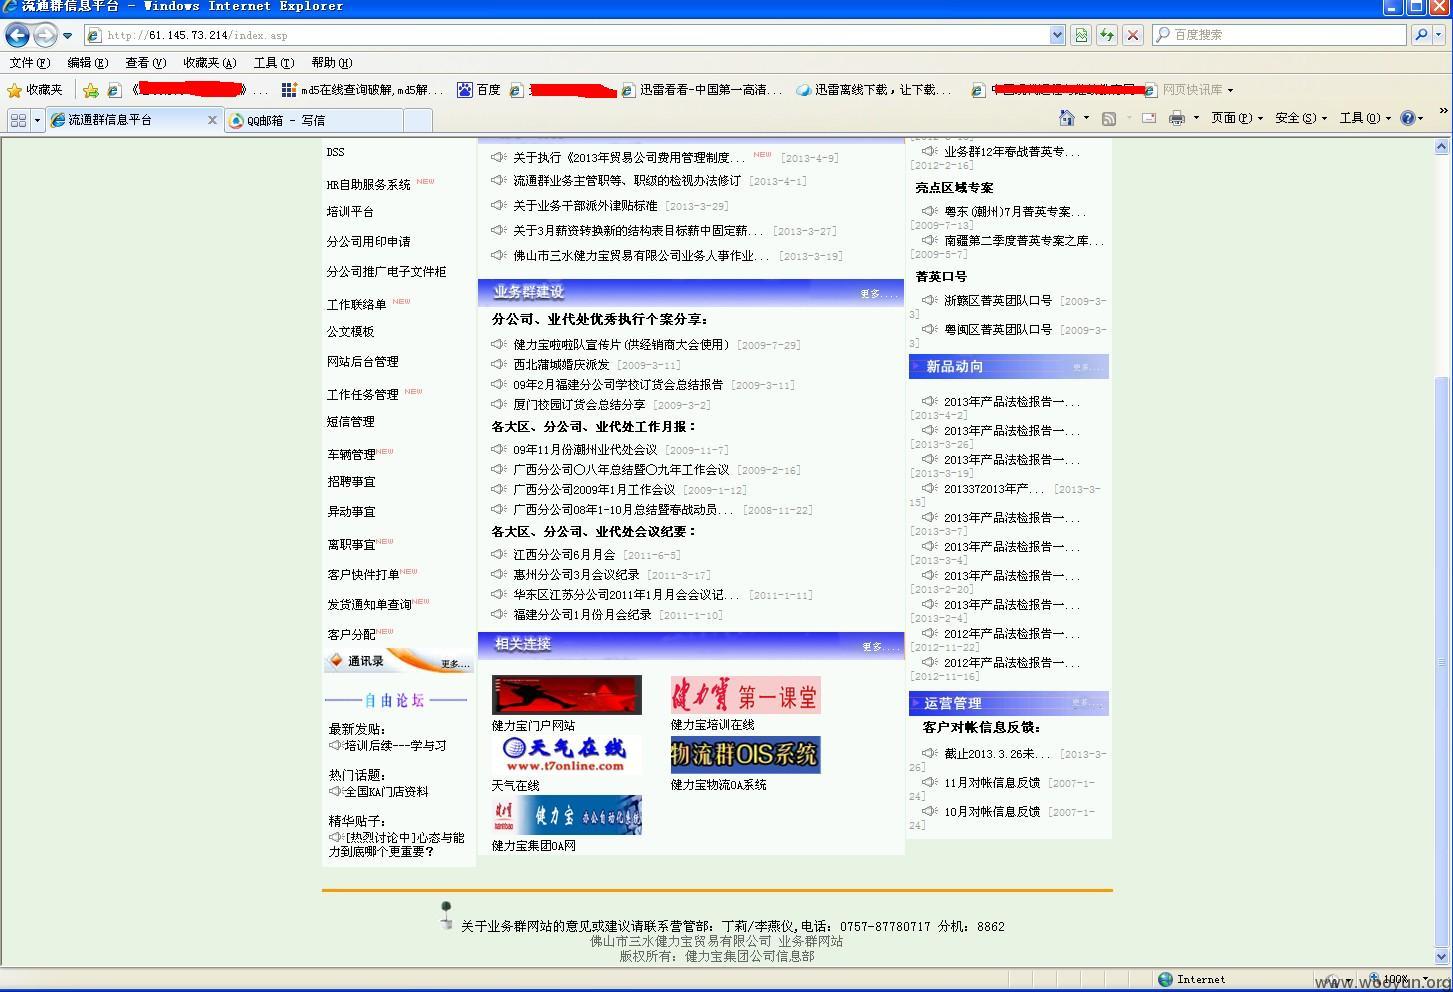 流通群信息平台 - Windows Internet Explorer
http://61.145.73.214/index.asp
百度搜索
文件(F) 编辑(E) 查看(V) 收藏夹(A) 工具(T) 帮助(H)
收藏夹 《 》... md5在线查询破解,md5解... 百度 迅雷看看-中国第一高清... 迅雷离线下载，让下载... 网页快讯库
流通群信息平台 QQ邮箱 - 写信 页面(P) 安全(S) 工具(O)
DSS
HR自助服务系统 NEW
培训平台
分公司用印申请
分公司推广电子文件柜
工作联络单 NEW
公文模板
网站后台管理
工作任务管理 NEW
短信管理
车辆管理NEW
招聘事宜
异动事宜
离职事宜NEW
客户快件打单NEW
发货通知单查询NEW
客户分配NEW
通讯录 更多....
自由论坛
最新发贴：
培训后续---学与习
热门话题：
全国KA门店资料
精华贴子：
[热烈讨论中]心态与能
力到底哪个更重要？
关于执行《2013年贸易公司费用管理制度... NEW [2013-4-9]
流通群业务主管职等、职级的检视办法修订 [2013-4-1]
关于业务干部派外津贴标准 [2013-3-29]
关于3月薪资转换新的结构表目标薪中固定薪... [2013-3-27]
佛山市三水健力宝贸易有限公司业务人事作业... [2013-3-19]
业务群建设 更多....
分公司、业代处优秀执行个案分享：
健力宝啦啦队宣传片(供经销商大会使用) [2009-7-29]
西北蒲城婚庆派发 [2009-3-11]
09年2月福建分公司学校订货会总结报告 [2009-3-11]
厦门校园订货会总结分享 [2009-3-2]
各大区、分公司、业代处工作月报：
09年11月份潮州业代处会议 [2009-11-7]
广西分公司〇八年总结暨〇九年工作会议 [2009-2-16]
广西分公司2009年1月工作会议 [2009-1-12]
广西分公司08年1-10月总结暨春战动员... [2008-11-22]
各大区、分公司、业代处会议纪要：
江西分公司6月月会 [2011-6-5]
惠州分公司3月会议纪录 [2011-3-17]
华东区江苏分公司2011年1月月会会议记... [2011-1-11]
福建分公司1月份月会纪录 [2011-1-10]
相关连接 更多....
健力宝 第一课堂
健力宝门户网站 健力宝培训在线
天气在线 物流群OIS系统
www.t7online.com
天气在线 健力宝物流OA系统
健力宝 办公自动化系统
健力宝集团OA网
业务群12年春战菁英专...
[2012-2-16]
亮点区域专案
粤东(潮州)7月菁英专案...
[2009-7-13]
南疆第二季度菁英专案之库...
[2009-5-7]
菁英口号
浙赣区菁英团队口号 [2009-3-
3]
粤闽区菁英团队口号 [2009-3-
3]
新品动向 更多....
2013年产品法检报告一...
[2013-4-2]
2013年产品法检报告一...
[2013-3-26]
2013年产品法检报告一...
[2013-3-19]
2013372013年产... [2013-3-
15]
2013年产品法检报告一...
[2013-3-7]
2013年产品法检报告一...
[2013-3-4]
2013年产品法检报告一...
[2013-2-20]
2013年产品法检报告一...
[2013-2-4]
2012年产品法检报告一...
[2012-11-22]
2012年产品法检报告一...
[2012-11-16]
运营管理 更多....
客户对帐信息反馈：
截止2013.3.26未... [2013-3-
26]
11月对帐信息反馈 [2007-1-
24]
10月对帐信息反馈 [2007-1-
24]
关于业务群网站的意见或建议请联系营管部：丁莉/李燕仪,电话：0757-87780717 分机：8862
佛山市三水健力宝贸易有限公司 业务群网站
版权所有：健力宝集团公司信息部
Internet 100%
www.wooyun.org